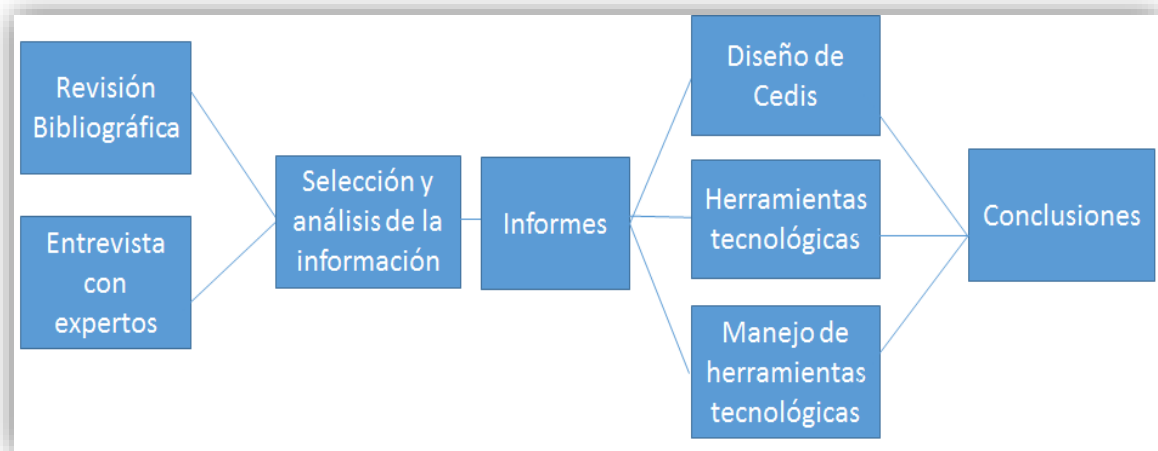 Revisión
Bibliográfica
Entrevista
con
expertos
Selección y
análisis de la
información
Informes
Diseño de
Cedis
Herramientas
tecnológicas
Manejo de
herramientas
tecnológicas
Conclusiones